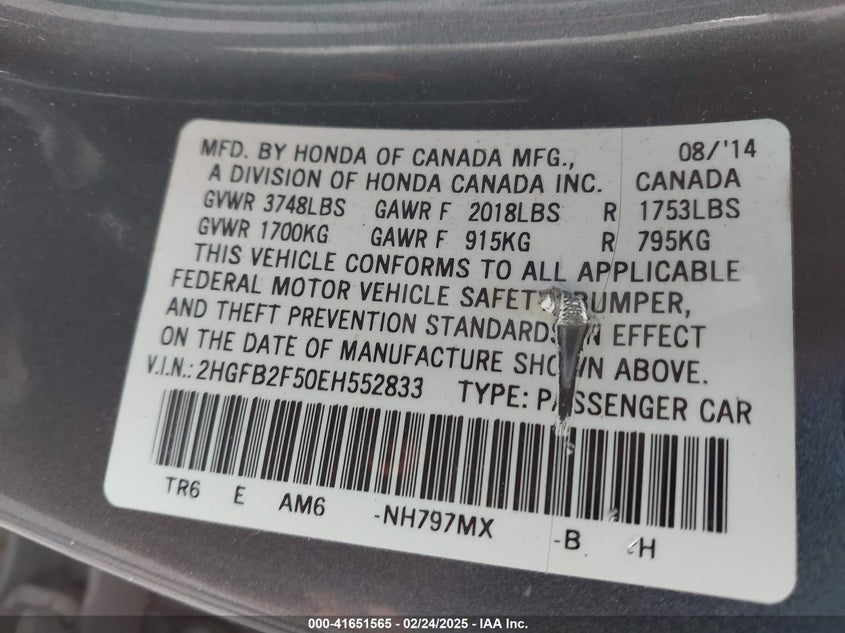 MFD. BY HONDA OF CANADA MFG., 08/'14
A DIVISION OF HONDA CANADA INC. CANADA
GVWR 3748LBS GAWR F 2018LBS R 1753LBS
GVWR 1700KG GAWR F 915KG R 795KG
THIS VEHICLE CONFORMS TO ALL APPLICABLE
FEDERAL MOTOR VEHICLE SAFETY, BUMPER,
AND THEFT PREVENTION STANDARDS IN EFFECT
ON THE DATE OF MANUFACTURE SHOWN ABOVE.
V.I.N.: 2HGFB2F50EH552833 TYPE: PASSENGER CAR
TR6 E AM6 -NH797MX -B H
000-41651565 - 02/24/2025 - IAA Inc.